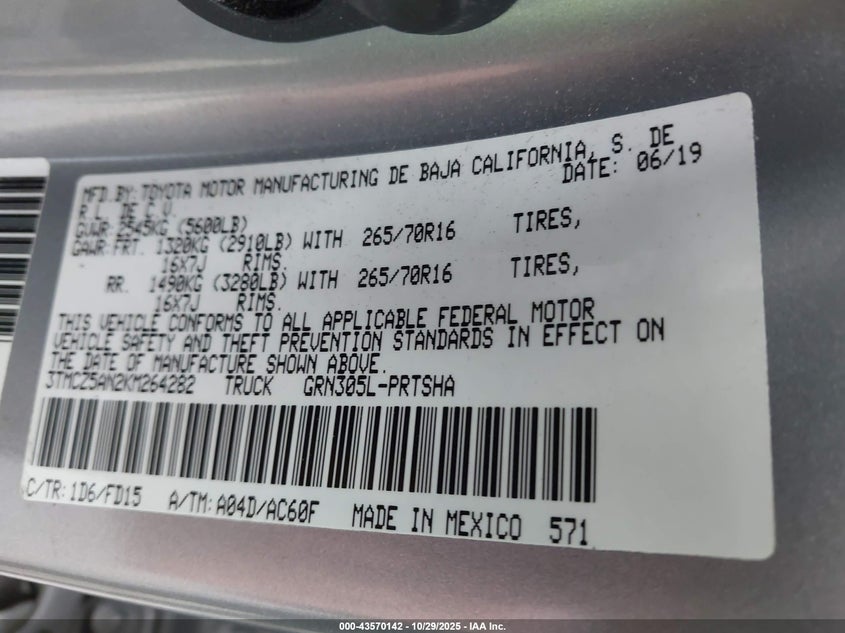 MFD.BY: TOYOTA MOTOR MANUFACTURING DE BAJA CALIFORNIA, S. DE
R.L. DE C.V. DATE: 06/19
GVWR: 2545KG (5600LB)
GAWR: FRT. 1320KG (2910LB) WITH 265/70R16 TIRES,
16X7J RIMS.
RR. 1490KG (3280LB) WITH 265/70R16 TIRES,
16X7J RIMS.
THIS VEHICLE CONFORMS TO ALL APPLICABLE FEDERAL MOTOR
VEHICLE SAFETY AND THEFT PREVENTION STANDARDS IN EFFECT ON
THE DATE OF MANUFACTURE SHOWN ABOVE.
3TMCZ5AN2KM264282 TRUCK GRN305L-PRTSHA
C/TR: 1D6/FD15 A/TM: A04D/AC60F MADE IN MEXICO 571
000-43570142 - 10/29/2025 - IAA Inc.